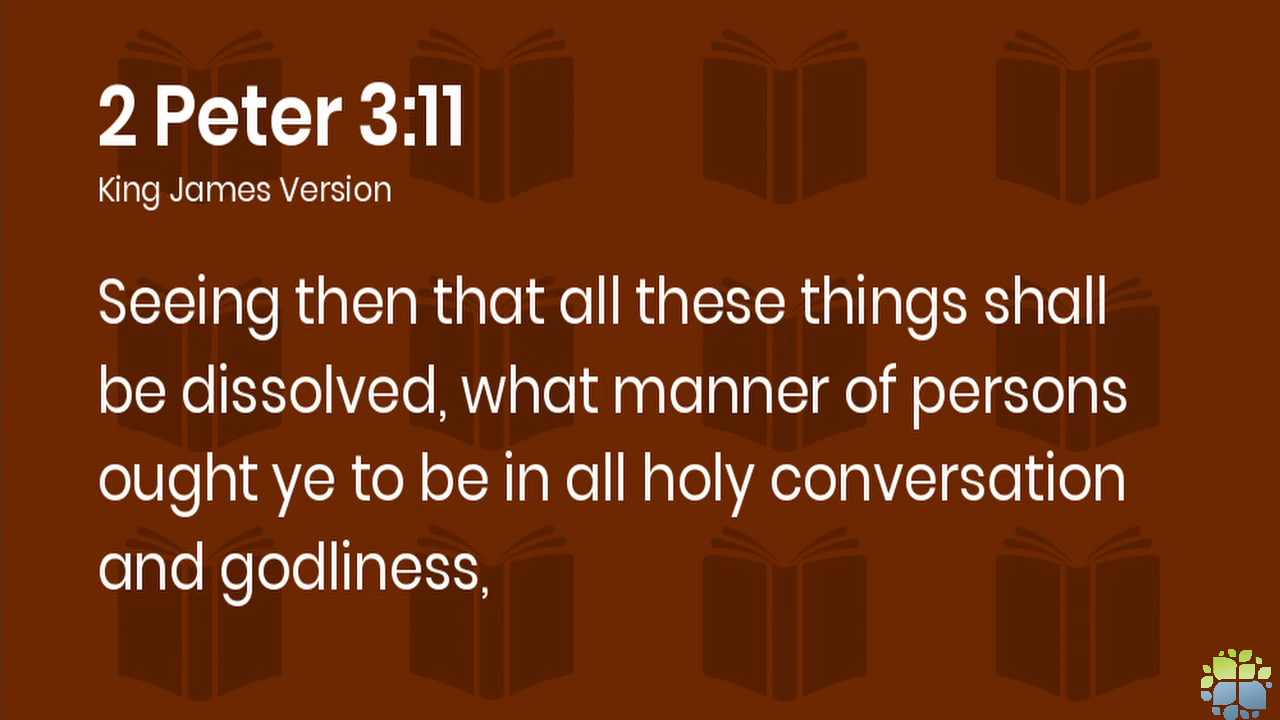 2 Peter 3:11
King James Version
Seeing then that all these things shall
be dissolved, what manner of persons
ought ye to be in all holy conversation
and godliness,